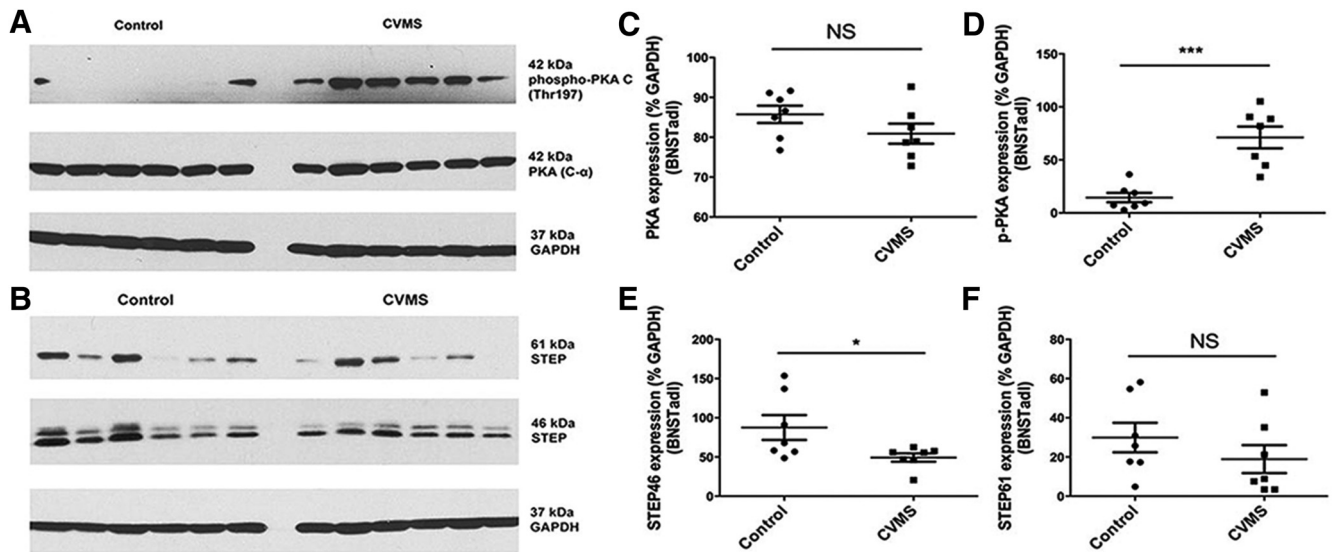 A
Control
CVMS
42 kDa
phospho-PKA C
(Thr197)
42 kDa
PKA (C-α)
37 kDa
GAPDH
B
Control
CVMS
61 kDa
STEP
46 kDa
STEP
37 kDa
GAPDH
C
NS
PKA expression (% GAPDH)
(BNSTadl)
100
90
80
70
60
Control
CVMS
D
***
p-PKA expression (% GAPDH)
(BNSTadl)
150
100
50
0
Control
CVMS
E
*
STEP46 expression (% GAPDH)
(BNSTadl)
200
150
100
50
0
Control
CVMS
F
NS
STEP61 expression (% GAPDH)
(BNSTadl)
80
60
40
20
0
Control
CVMS